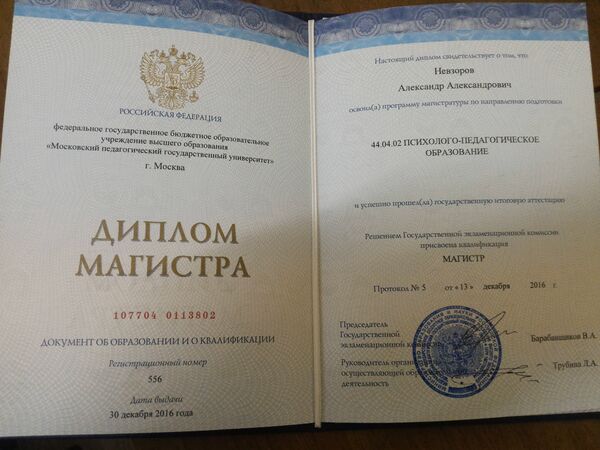 РОССИЙСКАЯ ФЕДЕРАЦИЯ
федеральное государственное бюджетное образовательное
учреждение высшего образования
«Московский педагогический государственный университет»
г. Москва
ДИПЛОМ
МАГИСТРА
107704 0113802
ДОКУМЕНТ ОБ ОБРАЗОВАНИИ И О КВАЛИФИКАЦИИ
Регистрационный номер
556
Дата выдачи
30 декабря 2016 года
Настоящий диплом свидетельствует о том, что
Невзоров
Александр Александрович
освоил(а) программу магистратуры по направлению подготовки
44.04.02 ПСИХОЛОГО-ПЕДАГОГИЧЕСКОЕ
ОБРАЗОВАНИЕ
и успешно прошел(ла) государственную итоговую аттестацию
Решением Государственной экзаменационной комиссии
присвоена квалификация
МАГИСТР
Протокол № 5 от «13» декабря 2016 г.
Председатель
Государственной
экзаменационной
Барабанщиков В.А.
Руководитель
осуществляющей
деятельность
Трубина Л.А.